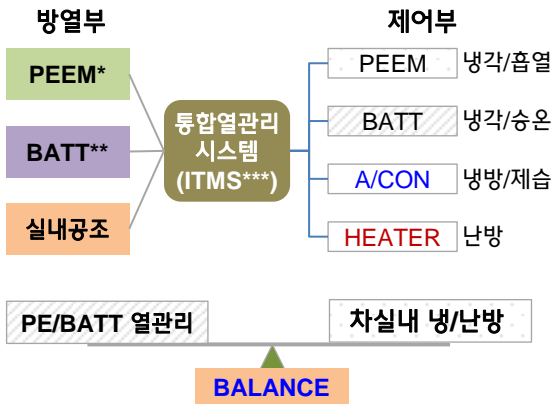 방열부
제어부
PEEM*
BATT**
실내공조
통합열관리
시스템
(ITMS***)
PEEM 냉각/흡열
BATT 냉각/승온
A/CON 냉방/제습
HEATER 난방
PE/BATT 열관리
차실내 냉/난방
BALANCE